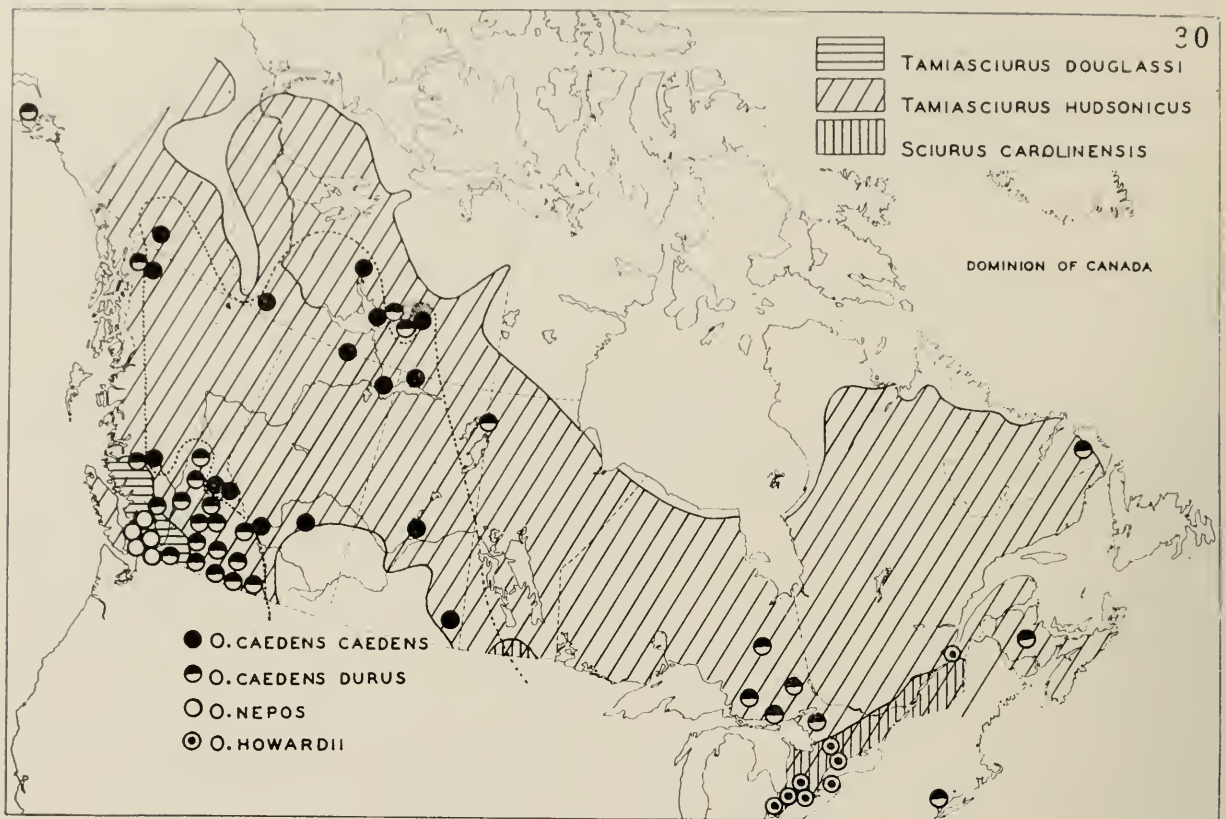 30
TAMIASCIURUS DOUGLASSI
TAMIASCIURUS HUDSONICUS
SCIURUS CAROLINENSIS
DOMINION OF CANADA
O. CAEDENS CAEDENS
O. CAEDENS DURUS
O. NEPOS
O. HOWARDII